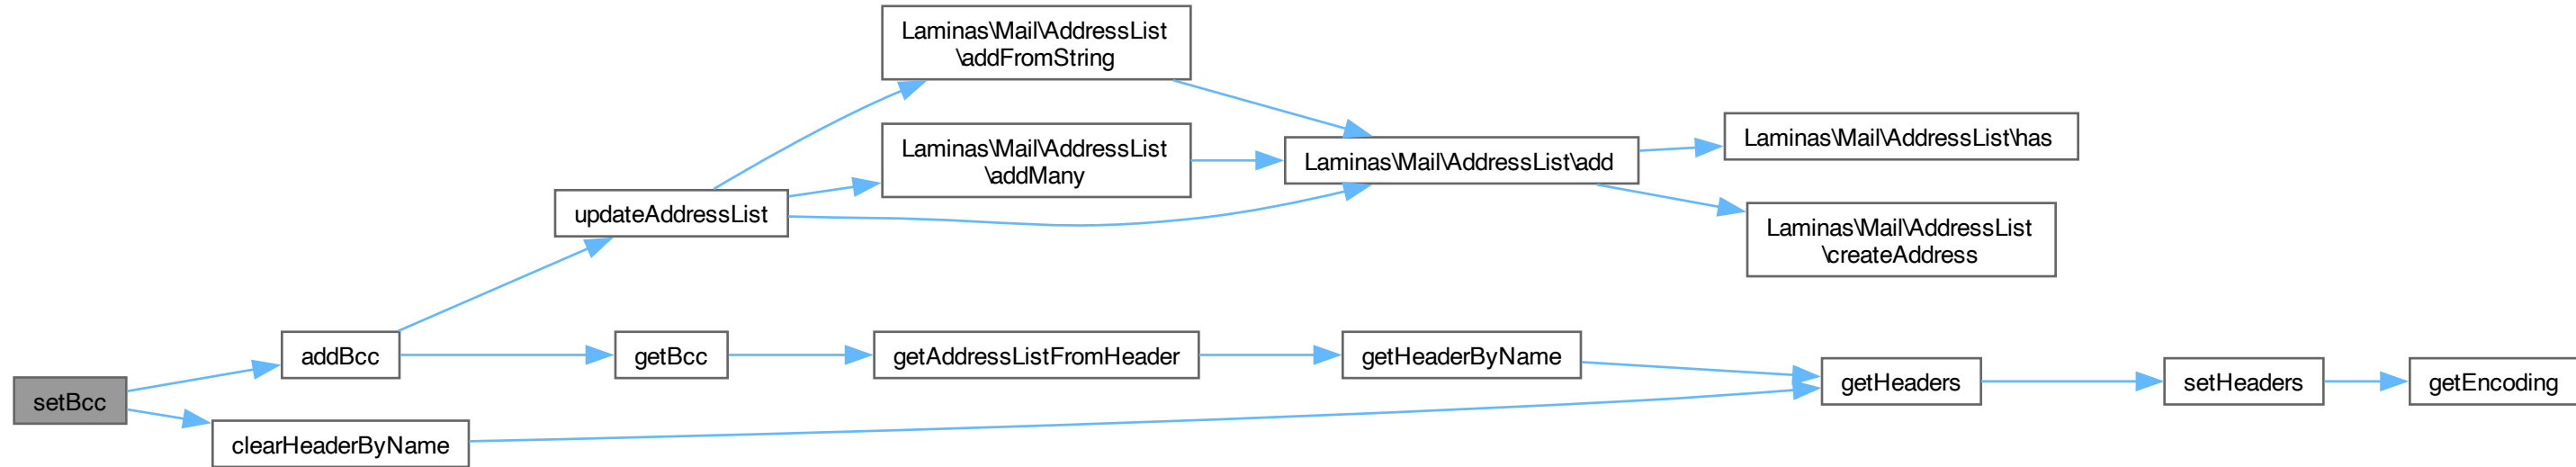 Laminas\Mail\AddressList
\addFromString
Laminas\Mail\AddressList
\addMany
Laminas\Mail\AddressList\add
Laminas\Mail\AddressList\has
updateAddressList
Laminas\Mail\AddressList
\createAddress
addBcc
getBcc
getAddressListFromHeader
getHeaderByName
getHeaders
setHeaders
getEncoding
setBcc
clearHeaderByName